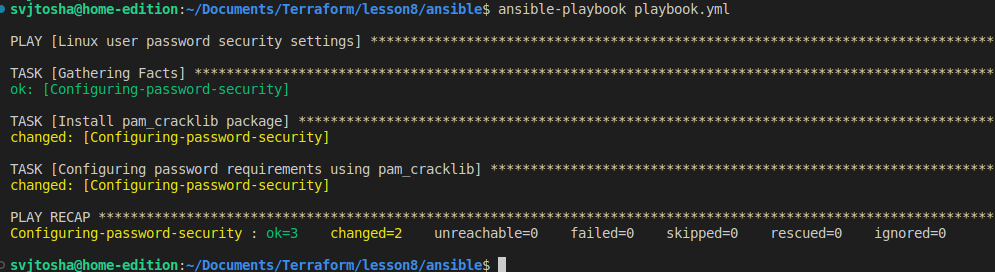 svjtosha@home-edition:~/Documents/Terraform/lesson8/ansible$ ansible-playbook playbook.yml
PLAY [Linux user password security settings] ******************************************************************************
TASK [Gathering Facts] ****************************************************************************************************
ok: [Configuring-password-security]
TASK [Install pam_cracklib package] ***************************************************************************************
changed: [Configuring-password-security]
TASK [Configuring password requirements using pam_cracklib] ***************************************************************
changed: [Configuring-password-security]
PLAY RECAP ****************************************************************************************************************
Configuring-password-security : ok=3    changed=2    unreachable=0    failed=0    skipped=0    rescued=0    ignored=0
svjtosha@home-edition:~/Documents/Terraform/lesson8/ansible$